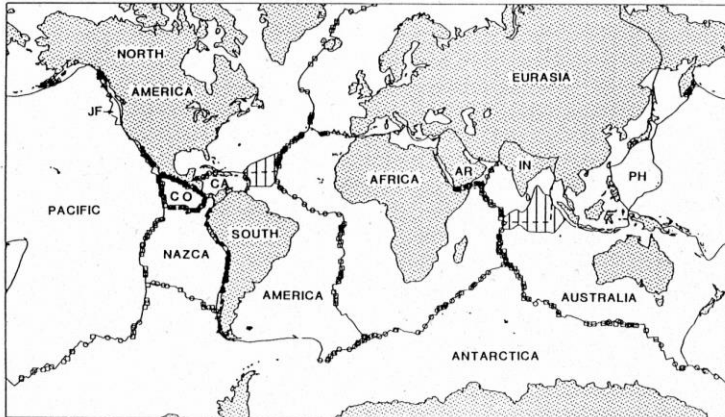 NORTH
AMERICA
EURASIA
JF
AR
IN
CA
AFRICA
PH
CO
PACIFIC
NAZCA
SOUTH
AMERICA
AUSTRALIA
ANTARCTICA